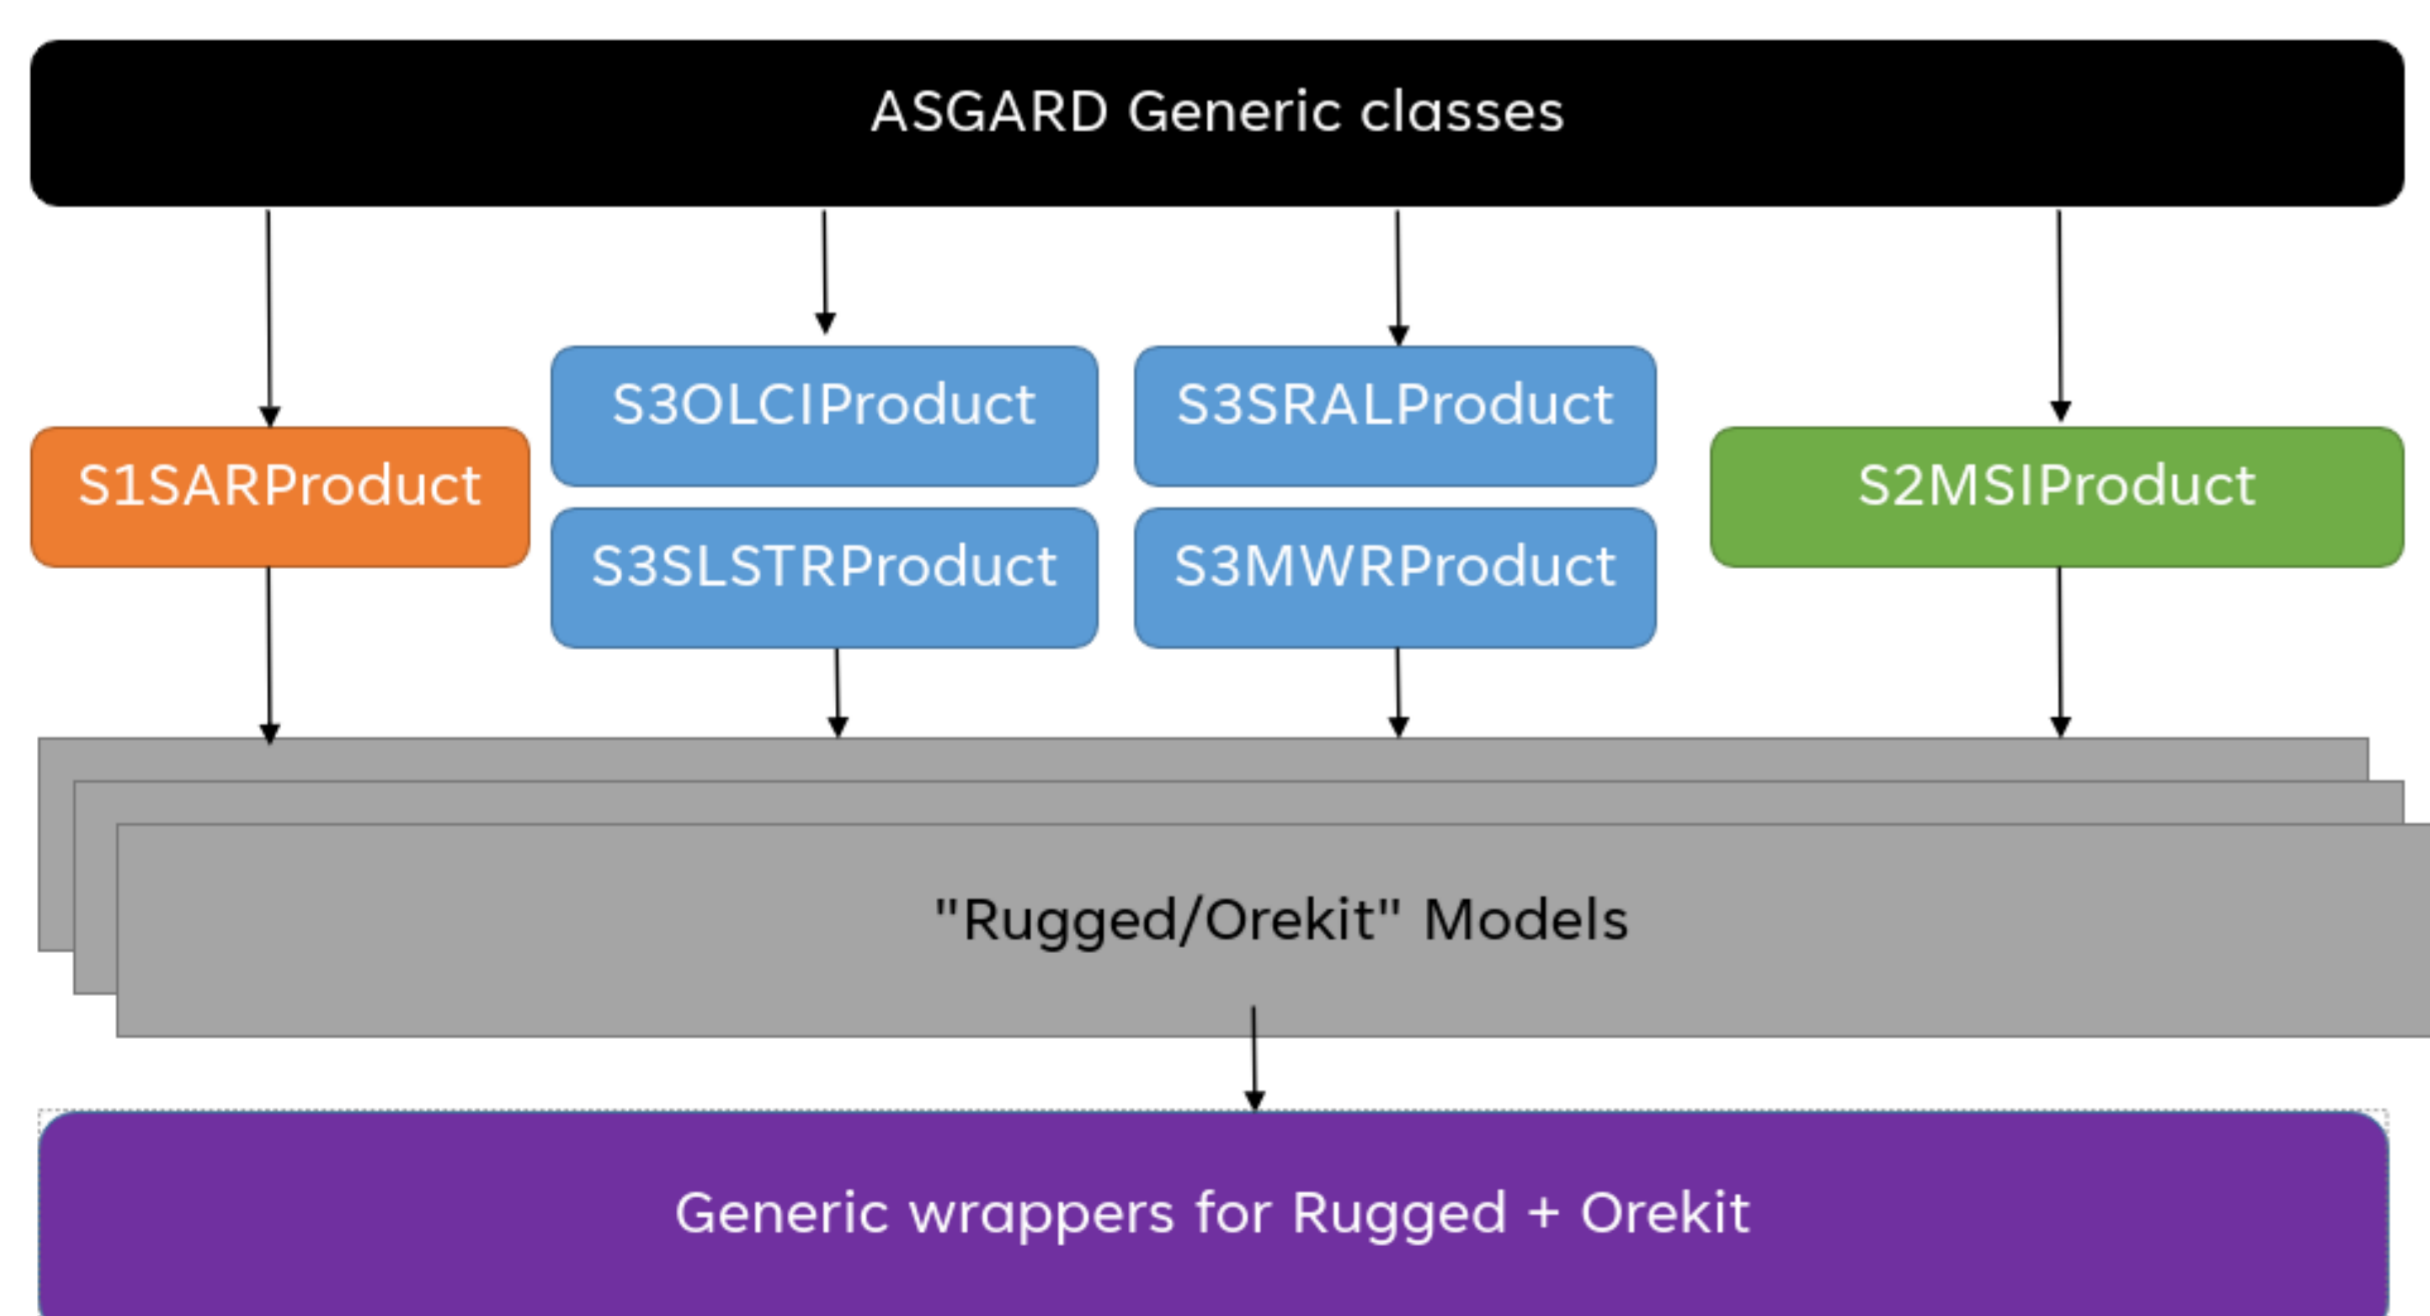 ASGARD Generic classes
S3OLCIProduct
S3SRALProduct
S1SARProduct
S2MSIProduct
S3SLSTRProduct
S3MWRProduct
"Rugged/Orekit" Models
Generic wrappers for Rugged + Orekit